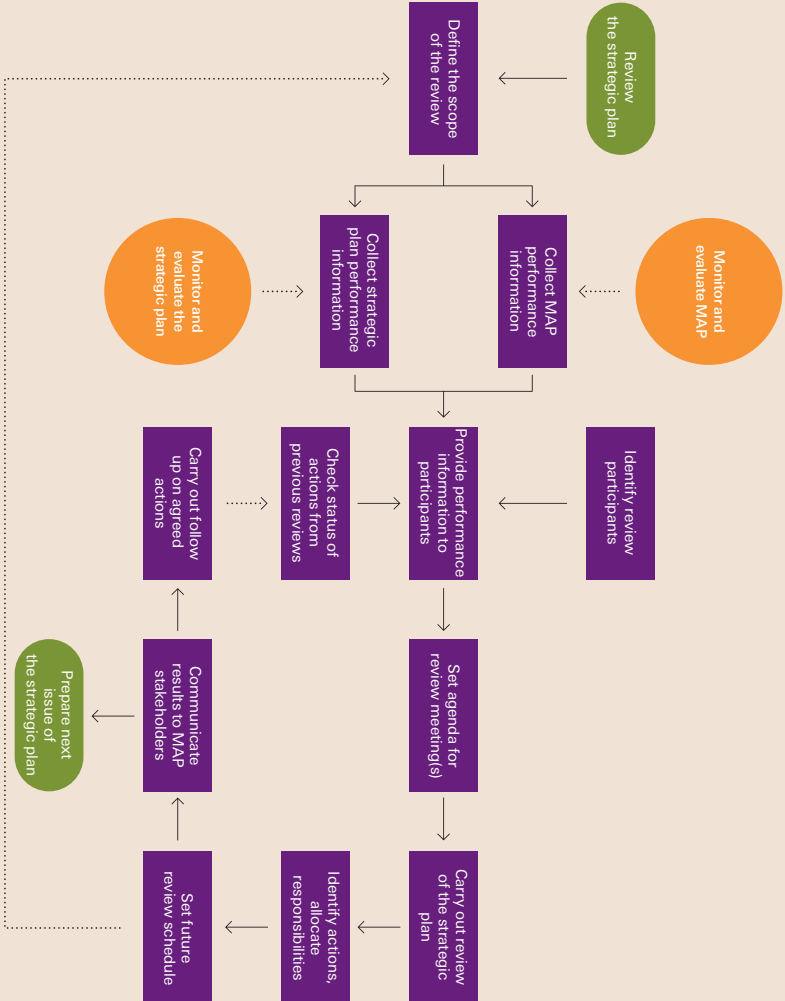 Monitor and
evaluate MAP
Review
the strategic plan
Identify review
participants
Collect MAP
performance
information
Define the scope
of the review
Provide performance
information to
participants
Set agenda for
review meeting(s)
Carry out review
of the strategic
plan
Collect strategic
plan performance
information
Check status of
actions from
previous reviews
Identify actions,
allocate
responsibilities
Monitor and
evaluate the
strategic plan
Carry out follow
up on agreed
actions
Communicate
results to MAP
stakeholders
Set future
review schedule
Prepare next
issue of
the strategic plan